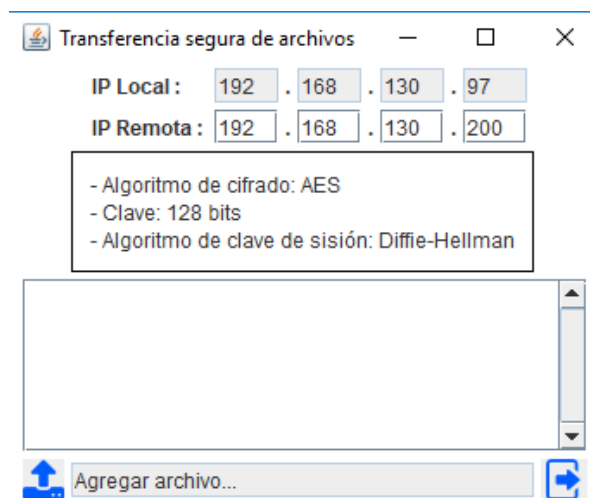 Transferencia segura de archivos
IP Local : 192 . 168 . 130 . 97
IP Remota : 192 . 168 . 130 . 200
- Algoritmo de cifrado: AES
- Clave: 128 bits
- Algoritmo de clave de sisión: Diffie-Hellman
Agregar archivo...